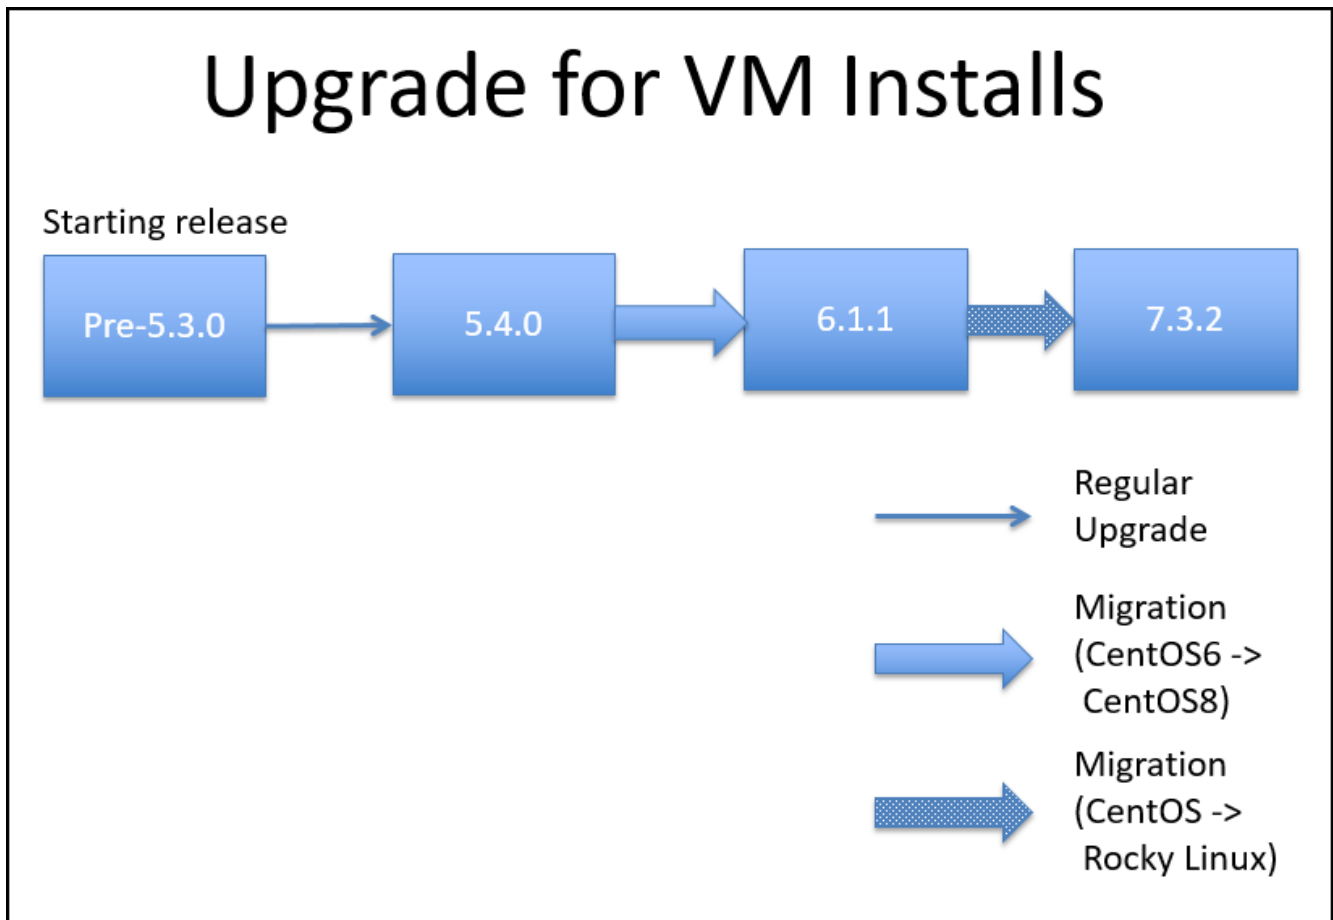 Upgrade for VM Installs
Starting release
Pre-5.3.0
5.4.0
6.1.1
7.3.2
Regular
Upgrade
Migration
(CentOS6 ->
CentOS8)
Migration
(CentOS ->
Rocky Linux)